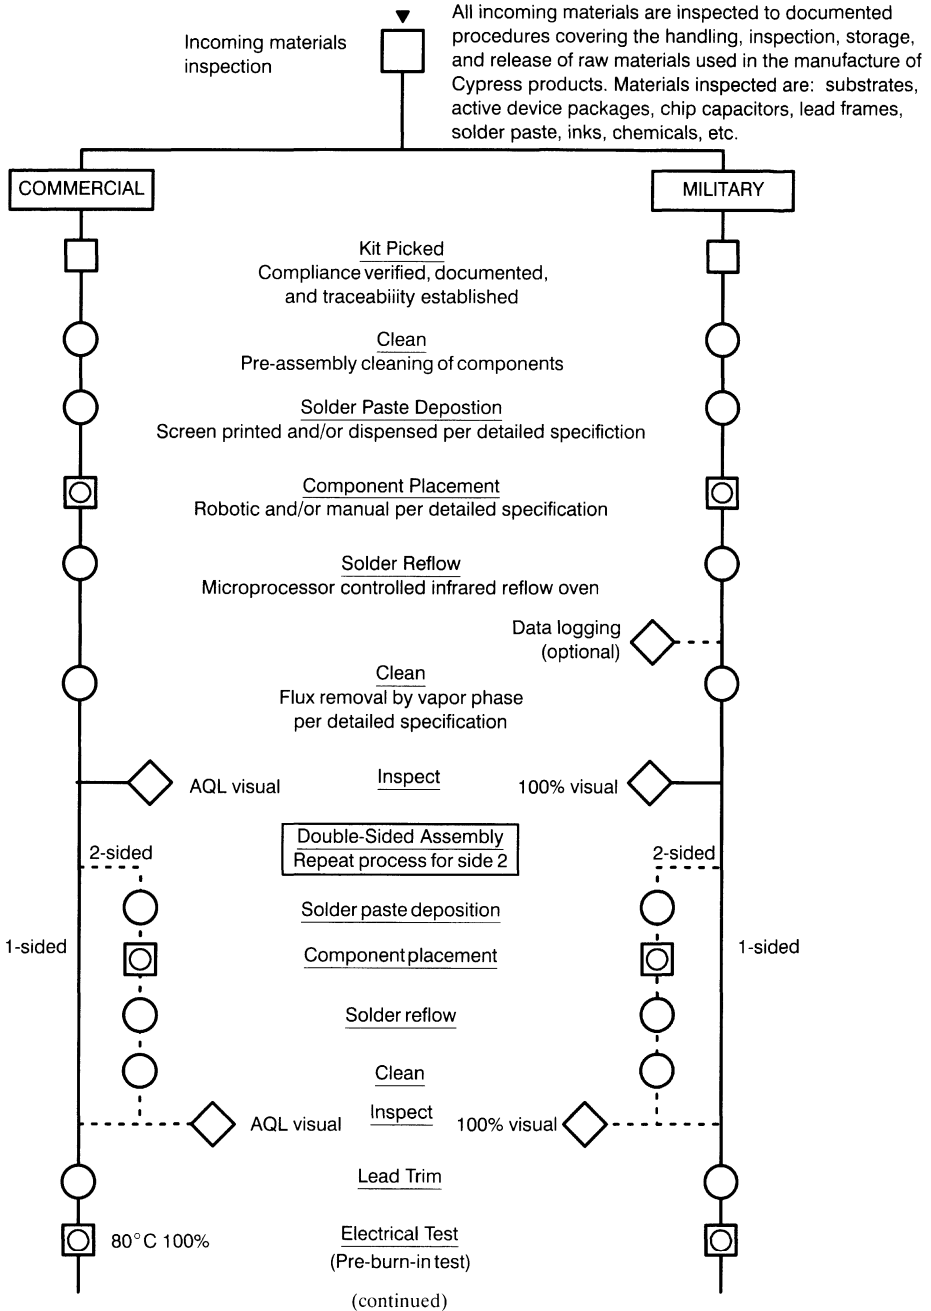 Incoming materials
inspection
All incoming materials are inspected to documented
procedures covering the handling, inspection, storage,
and release of raw materials used in the manufacture of
Cypress products. Materials inspected are: substrates,
active device packages, chip capacitors, lead frames,
solder paste, inks, chemicals, etc.
COMMERCIAL
MILITARY
Kit Picked
Compliance verified, documented,
and traceabiiity established
Clean
Pre-assembly cleaning of components
Solder Paste Depostion
Screen printed and/or dispensed per detailed specifiction
Component Placement
Robotic and/or manual per detailed specification
Solder Reflow
Microprocessor controlled infrared reflow oven
Data logging
(optional)
Clean
Flux removal by vapor phase
per detailed specification
AQL visual
Inspect
100% visual
Double-Sided Assembly
Repeat process for side 2
2-sided
2-sided
Solder paste deposition
1-sided
Component placement
1-sided
Solder reflow
Clean
AQL visual
Inspect
100% visual
Lead Trim
80°C 100%
Electrical Test
(Pre-burn-in test)
(continued)